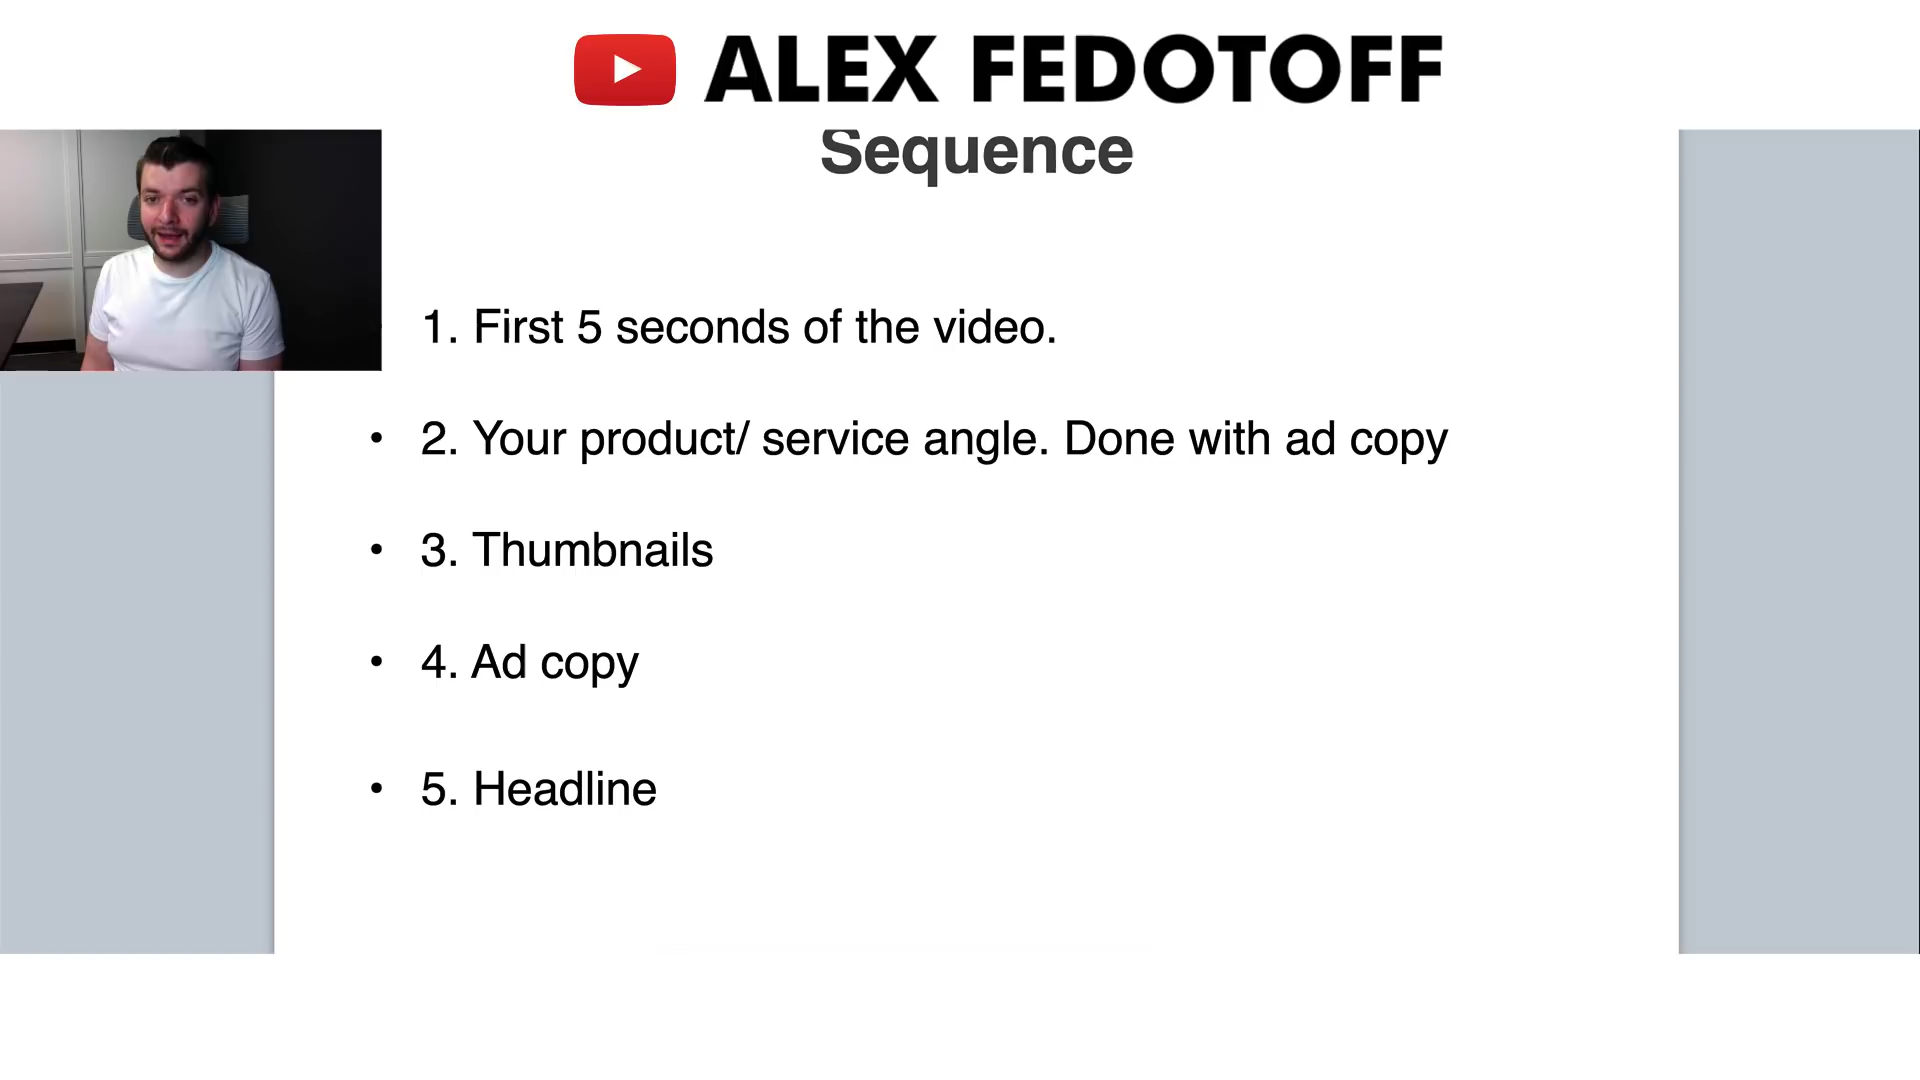 ALEX FEDOTOFF
Sequence
1. First 5 seconds of the video.
• 2. Your product/ service angle. Done with ad copy
• 3. Thumbnails
• 4. Ad copy
• 5. Headline